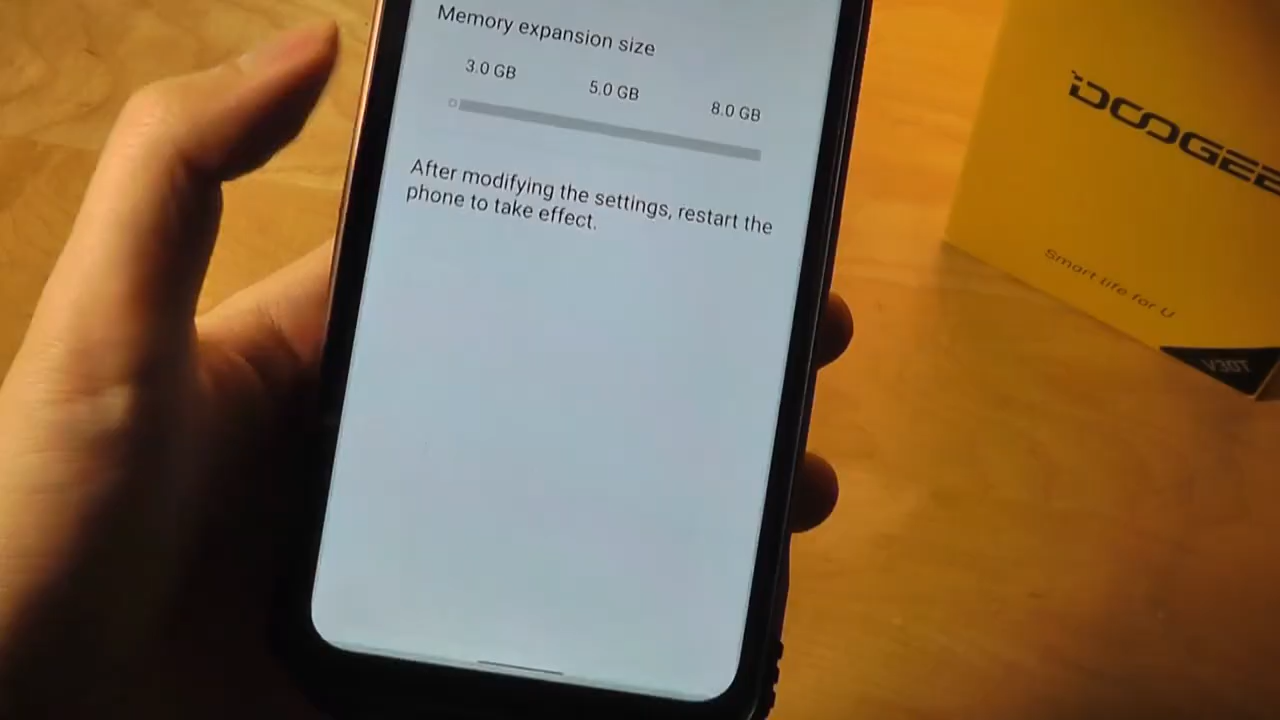 Memory expansion size
3.0 GB
5.0 GB
8.0 GB
After modifying the settings, restart the
phone to take effect.
DOOGEE
Smart life for U
V30T